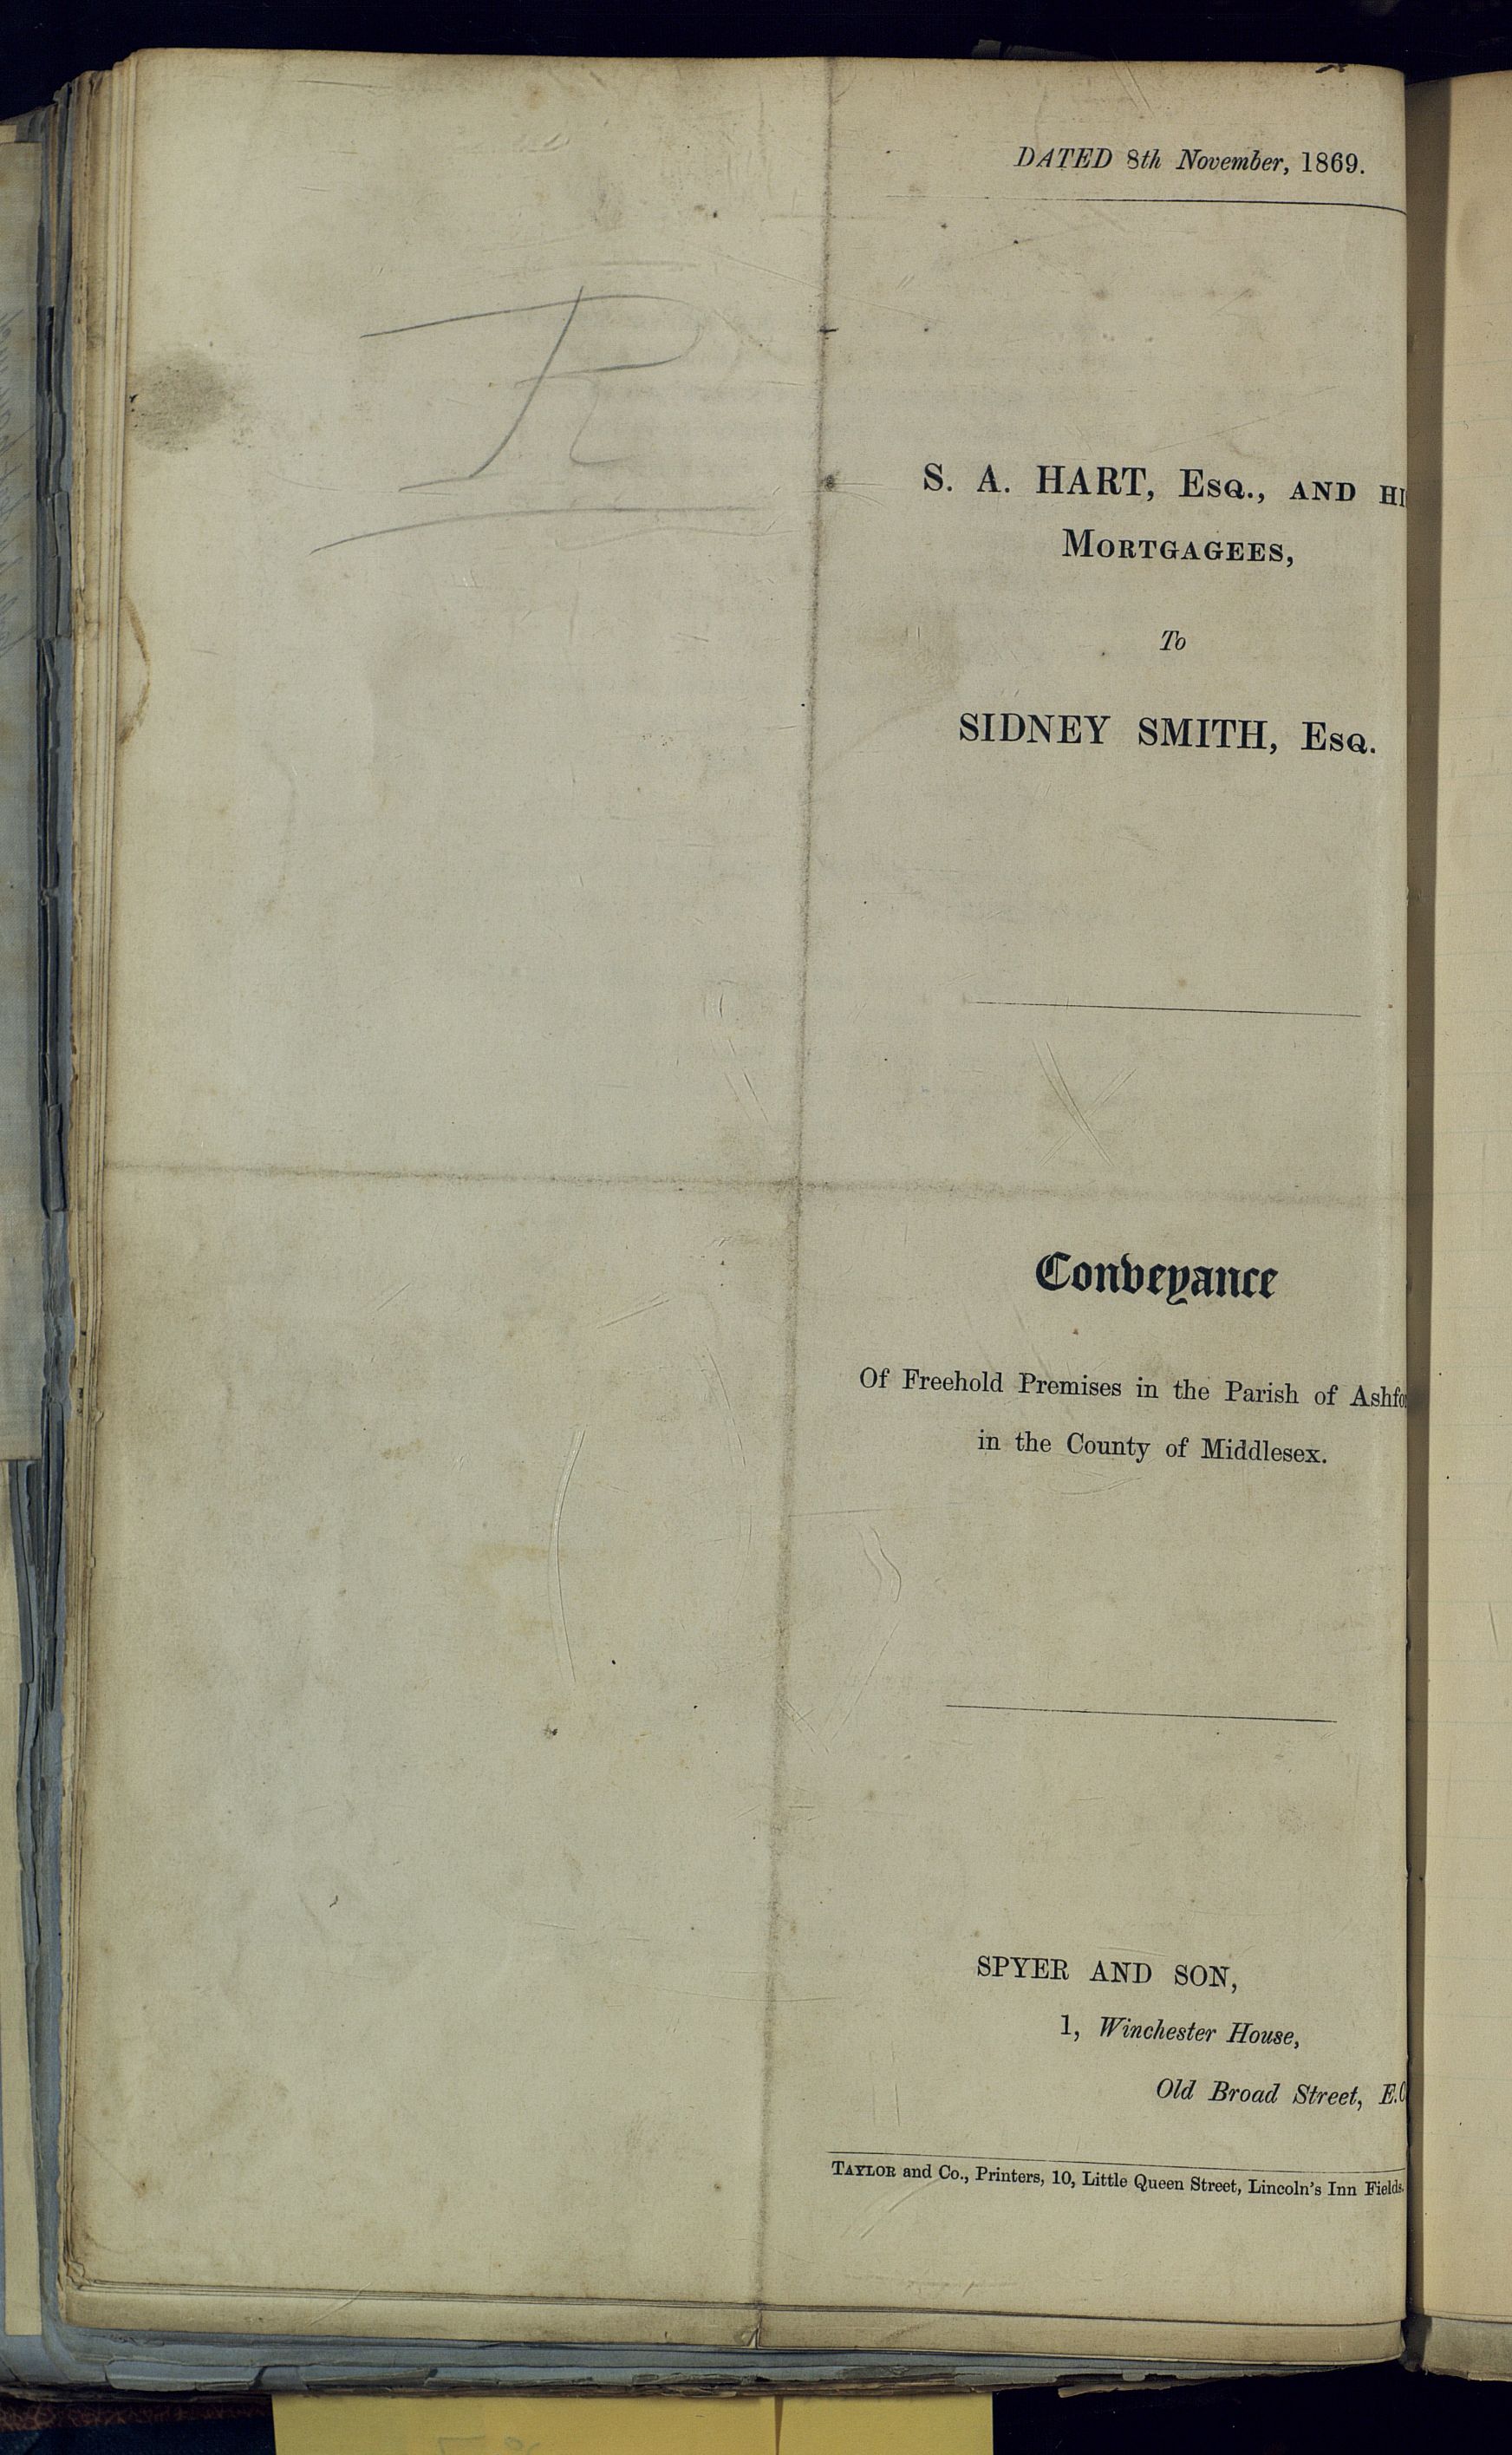 DATED 8th November, 1869.
S. A. HART, Esq., AND HI
MORTGAGEES,
To
SIDNEY SMITH, Esq.
Conveyance
Of Freehold Premises in the Parish of Ashfo
in the County of Middlesex.
SPYER AND SON,
1, Winchester House,
Old Broad Street, E.C
TAYLOR and Co., Printers, 10, Little Queen Street, Lincoln's Inn Fields.